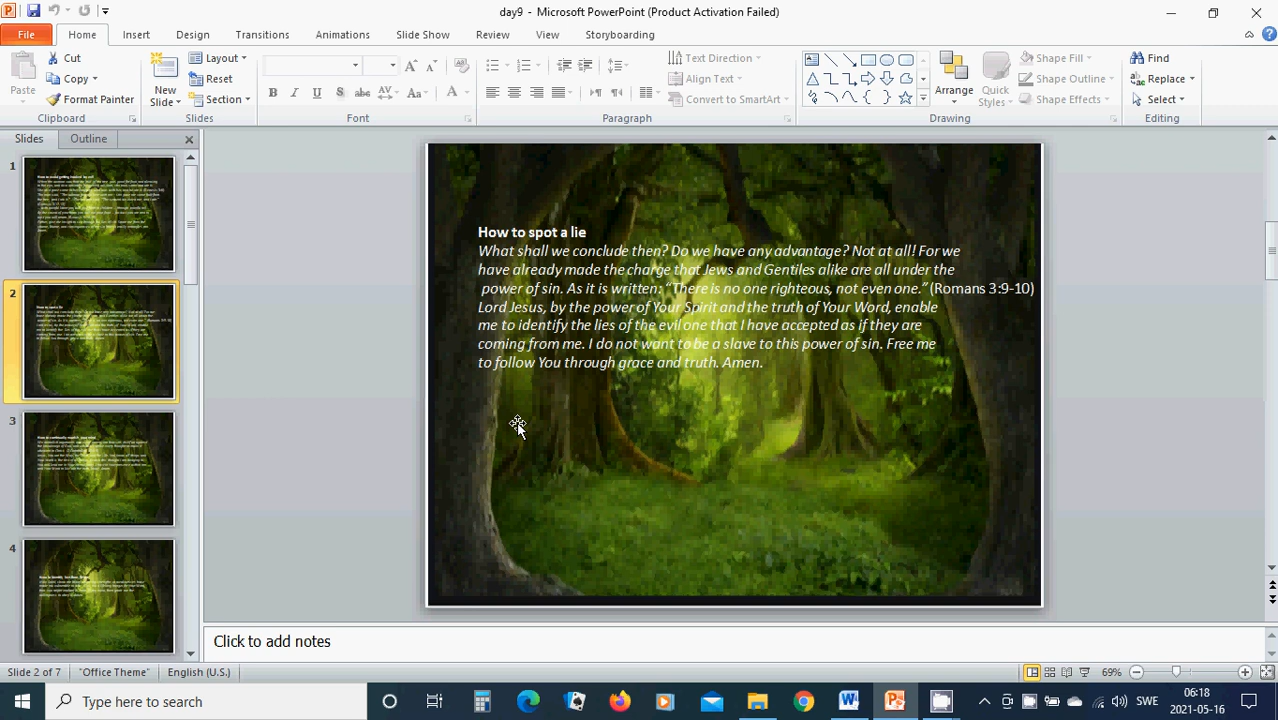 day9 - Microsoft PowerPoint (Product Activation Failed)
File Home Insert Design Transitions Animations Slide Show Review View Storyboarding
Paste
Cut
Copy
Format Painter
Clipboard
New Slide
Layout
Reset
Section
Slides
B I U S abc AV Aa A
Font
Text Direction
Align Text
Convert to SmartArt
Paragraph
Arrange
Quick Styles
Shape Fill
Shape Outline
Shape Effects
Drawing
Find
Replace
Select
Editing
Slides Outline
1
2
3
4
How to spot a lie
What shall we conclude then? Do we have any advantage? Not at all! For we
have already made the charge that Jews and Gentiles alike are all under the
power of sin. As it is written: “There is no one righteous, not even one.” (Romans 3:9-10)
Lord Jesus, by the power of Your Spirit and the truth of Your Word, enable
me to identify the lies of the evil one that I have accepted as if they are
coming from me. I do not want to be a slave to this power of sin. Free me
to follow You through grace and truth. Amen.
Click to add notes
Slide 2 of 7 "Office Theme" English (U.S.) 69%
Type here to search
SWE
06:18
2021-05-16